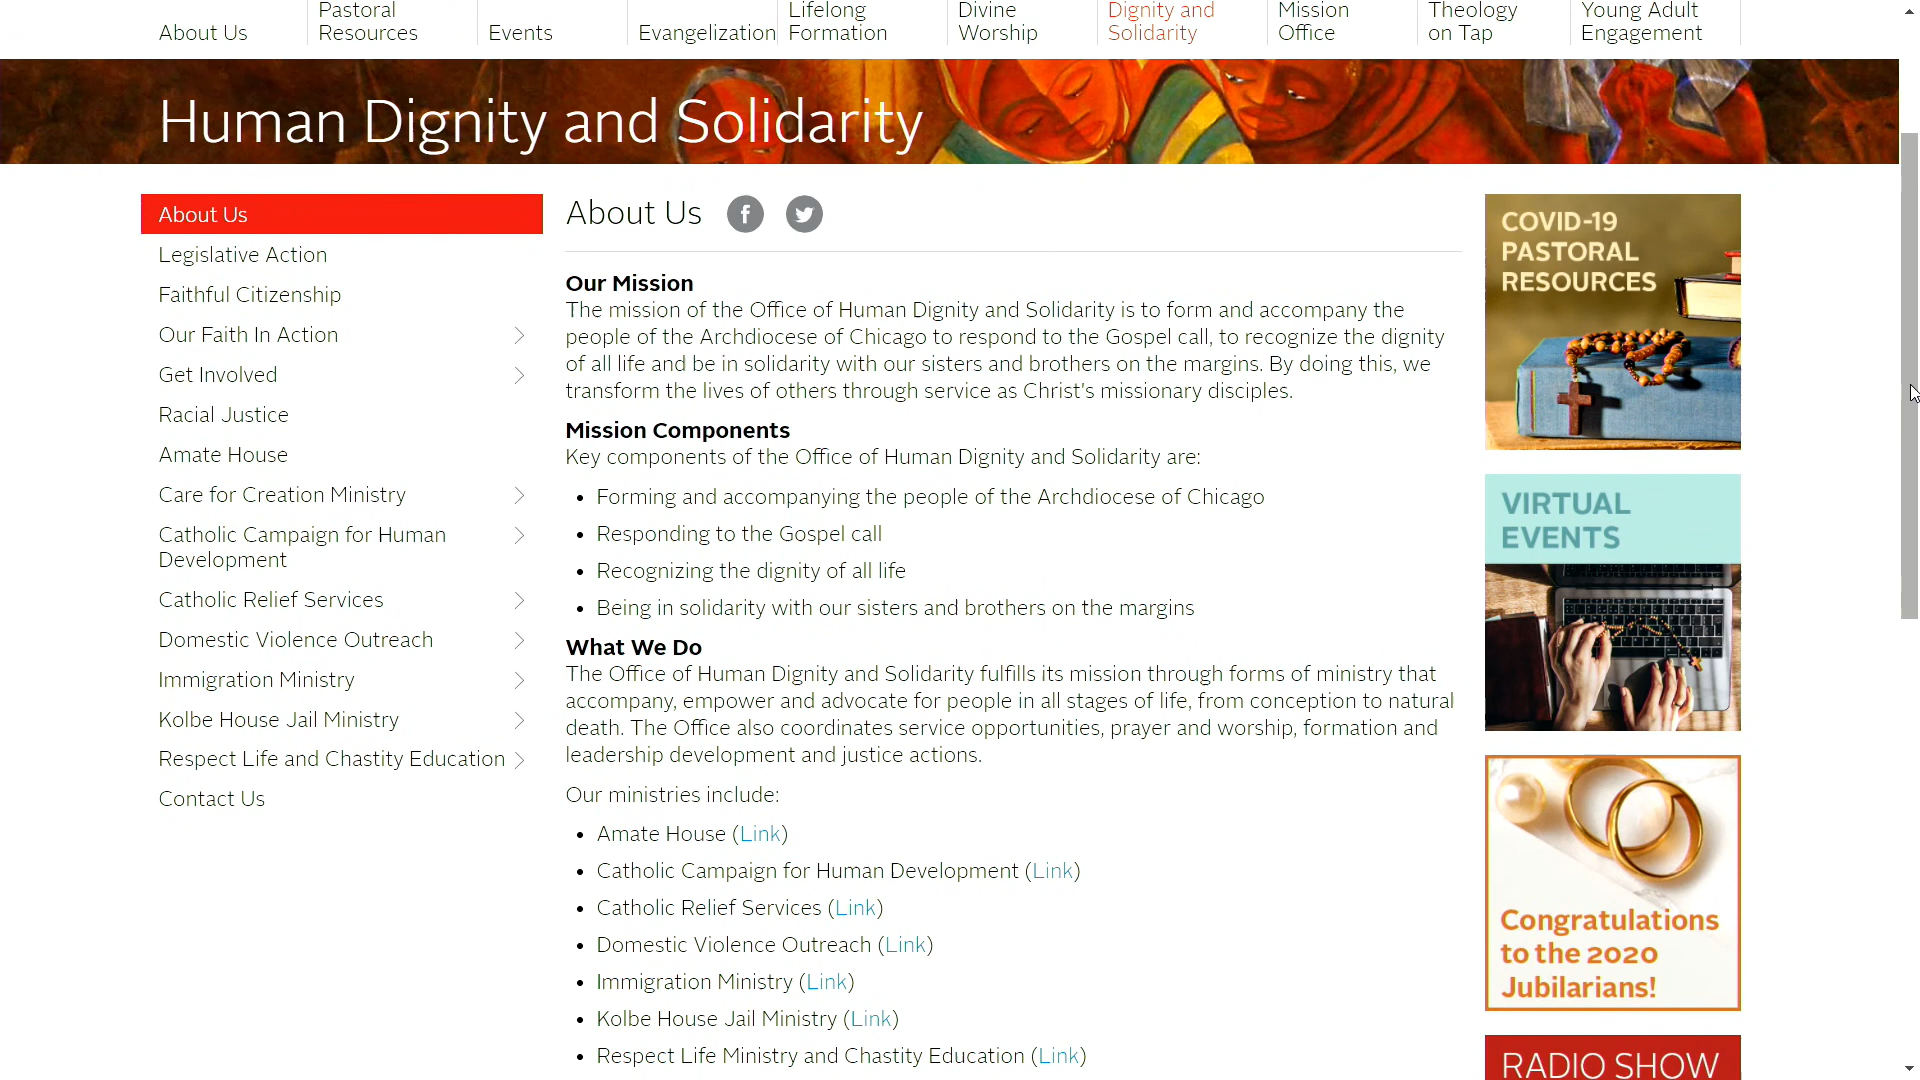 About Us
Pastoral
Resources
Events
Evangelization
Lifelong
Formation
Divine
Worship
Dignity and
Solidarity
Mission
Office
Theology
on Tap
Young Adult
Engagement
Human Dignity and Solidarity
About Us
Legislative Action
Faithful Citizenship
Our Faith In Action
Get Involved
Racial Justice
Amate House
Care for Creation Ministry
Catholic Campaign for Human
Development
Catholic Relief Services
Domestic Violence Outreach
Immigration Ministry
Kolbe House Jail Ministry
Respect Life and Chastity Education
Contact Us
About Us
Our Mission
The mission of the Office of Human Dignity and Solidarity is to form and accompany the
people of the Archdiocese of Chicago to respond to the Gospel call, to recognize the dignity
of all life and be in solidarity with our sisters and brothers on the margins. By doing this, we
transform the lives of others through service as Christ's missionary disciples.
Mission Components
Key components of the Office of Human Dignity and Solidarity are:
• Forming and accompanying the people of the Archdiocese of Chicago
• Responding to the Gospel call
• Recognizing the dignity of all life
• Being in solidarity with our sisters and brothers on the margins
What We Do
The Office of Human Dignity and Solidarity fulfills its mission through forms of ministry that
accompany, empower and advocate for people in all stages of life, from conception to natural
death. The Office also coordinates service opportunities, prayer and worship, formation and
leadership development and justice actions.
Our ministries include:
• Amate House (Link)
• Catholic Campaign for Human Development (Link)
• Catholic Relief Services (Link)
• Domestic Violence Outreach (Link)
• Immigration Ministry (Link)
• Kolbe House Jail Ministry (Link)
• Respect Life Ministry and Chastity Education (Link)
COVID-19
PASTORAL
RESOURCES
VIRTUAL
EVENTS
Congratulations
to the 2020
Jubilarians!
RADIO SHOW